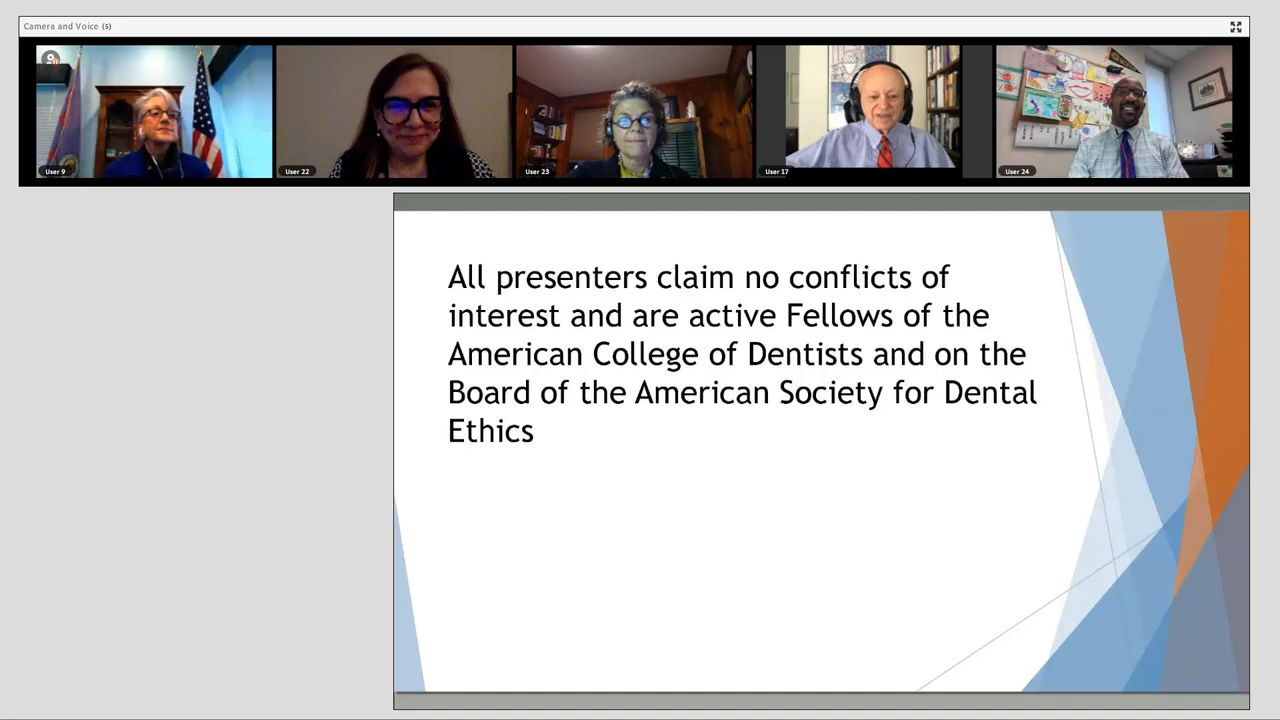 Camera and Voice (5)
User 9
User 22
User 23
User 17
User 24
All presenters claim no conflicts of
interest and are active Fellows of the
American College of Dentists and on the
Board of the American Society for Dental
Ethics